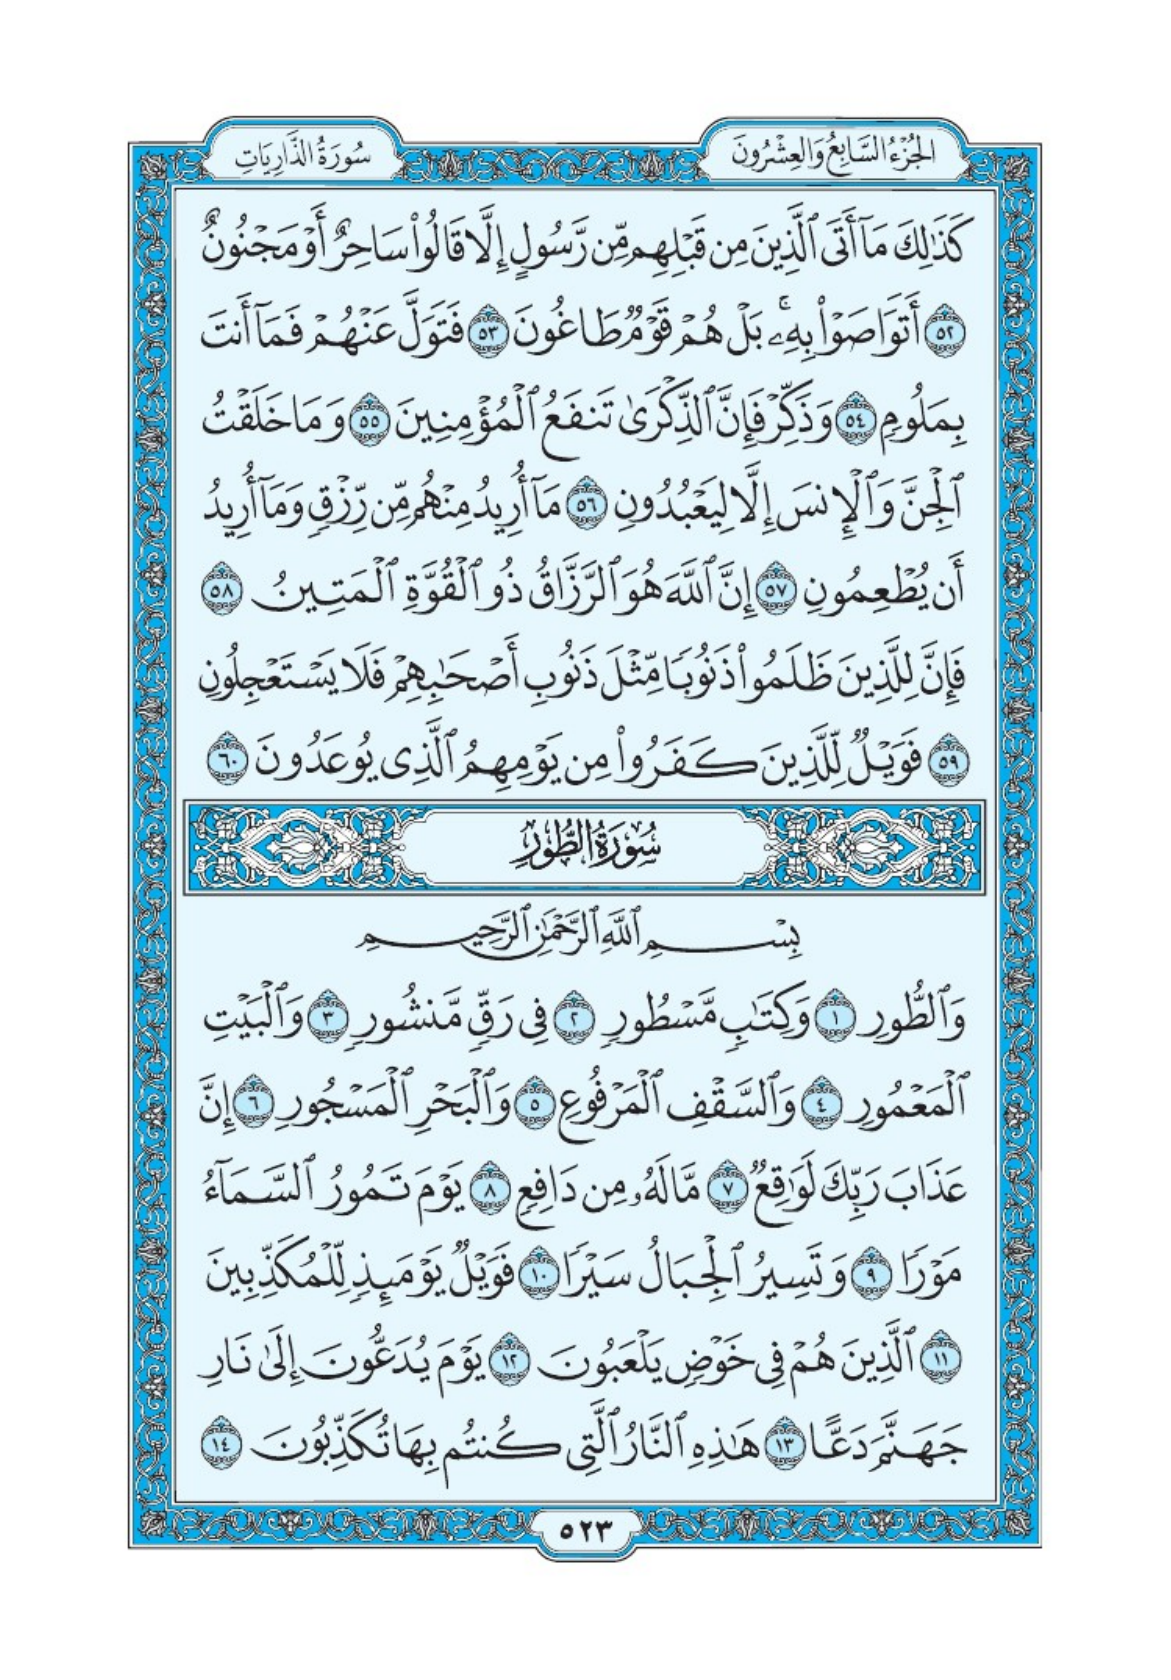 الجزء السابع والعشرون
سورة الذاريات
كَذَٰلِكَ مَآ أَتَى ٱلَّذِينَ مِن قَبۡلِهِم مِّن رَّسُولٍ إِلَّا قَالُواْ سَاحِرٌ أَوۡ مَجۡنُونٌ
٥٢ أَتَوَاصَوۡاْ بِهِۦۚ بَلۡ هُمۡ قَوۡمٌ طَاغُونَ ٥٣ فَتَوَلَّ عَنۡهُمۡ فَمَآ أَنتَ
بِمَلُومٍ ٥٤ وَذَكِّرۡ فَإِنَّ ٱلذِّكۡرَىٰ تَنفَعُ ٱلۡمُؤۡمِنِينَ ٥٥ وَمَا خَلَقۡتُ
ٱلۡجِنَّ وَٱلۡإِنسَ إِلَّا لِيَعۡبُدُونِ ٥٦ مَآ أُرِيدُ مِنۡهُم مِّن رِّزۡقٍ وَمَآ أُرِيدُ
أَن يُطۡعِمُونِ ٥٧ إِنَّ ٱللَّهَ هُوَ ٱلرَّزَّاقُ ذُو ٱلۡقُوَّةِ ٱلۡمَتِينُ ٥٨
فَإِنَّ لِلَّذِينَ ظَلَمُواْ ذَنُوبًا مِّثۡلَ ذَنُوبِ أَصۡحَٰبِهِمۡ فَلَا يَسۡتَعۡجِلُونِ
٥٩ فَوَيۡلٌ لِّلَّذِينَ كَفَرُواْ مِن يَوۡمِهِمُ ٱلَّذِي يُوعَدُونَ ٦٠
سُورَةُ الطُّورِ
بِسۡمِ ٱللَّهِ ٱلرَّحۡمَٰنِ ٱلرَّحِيمِ
وَٱلطُّورِ ١ وَكِتَٰبٍ مَّسۡطُورٍ ٢ فِي رَقٍّ مَّنشُورٍ ٣ وَٱلۡبَيۡتِ
ٱلۡمَعۡمُورِ ٤ وَٱلسَّقۡفِ ٱلۡمَرۡفُوعِ ٥ وَٱلۡبَحۡرِ ٱلۡمَسۡجُورِ ٦ إِنَّ
عَذَابَ رَبِّكَ لَوَٰقِعٌ ٧ مَّا لَهُۥ مِن دَافِعٍ ٨ يَوۡمَ تَمُورُ ٱلسَّمَآءُ
مَوۡرًا ٩ وَتَسِيرُ ٱلۡجِبَالُ سَيۡرًا ١٠ فَوَيۡلٌ يَوۡمَئِذٍ لِّلۡمُكَذِّبِينَ
١١ ٱلَّذِينَ هُمۡ فِي خَوۡضٍ يَلۡعَبُونَ ١٢ يَوۡمَ يُدَعُّونَ إِلَىٰ نَارِ
جَهَنَّمَ دَعًّا ١٣ هَٰذِهِ ٱلنَّارُ ٱلَّتِي كُنتُم بِهَا تُكَذِّبُونَ ١٤
٥٢٣